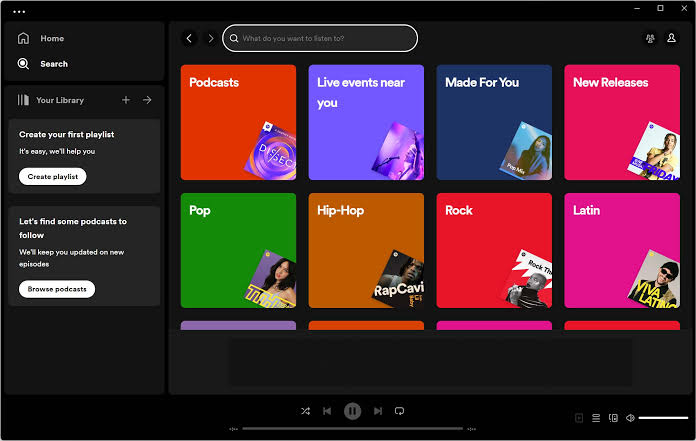 Home
Search
Your Library
Create your first playlist
It's easy, we'll help you
Create playlist
Let's find some podcasts to
follow
We'll keep you updated on new
episodes
Browse podcasts
What do you want to listen to?
Podcasts
DISSECT
Live events near
you
Made For You
Pop Mix
New Releases
FRIDAY
Pop
Hip-Hop
RapCavi
Rock
Rock Th
Latin
VIVA
LATINO
-:--
-:--